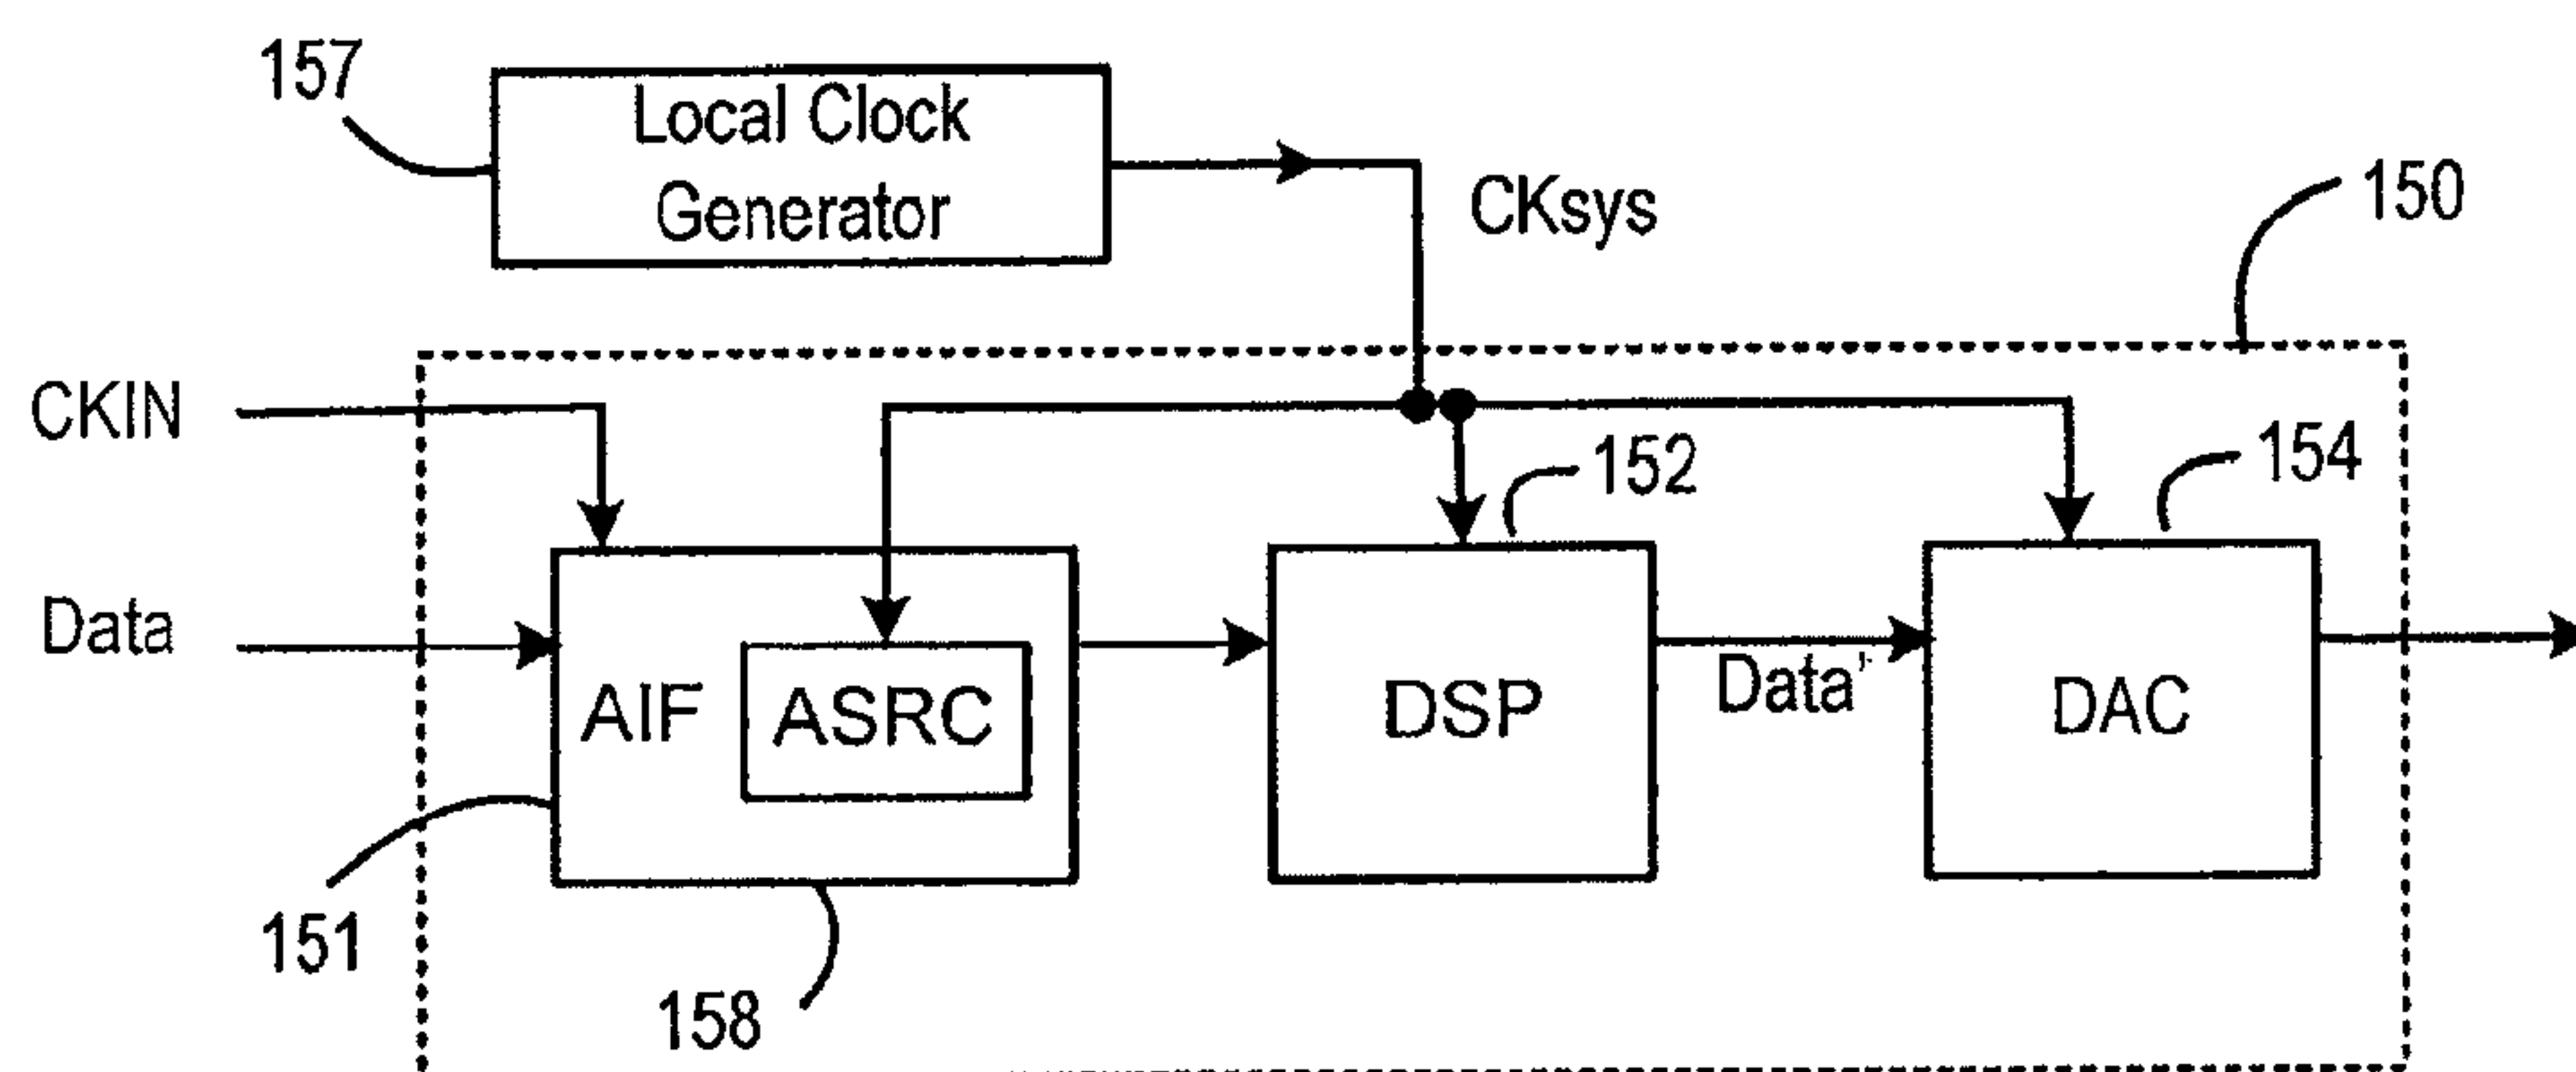 157
Local Clock
Generator
CKsys
150
CKIN
152
154
Data
AIF
ASRC
DSP
Data'
DAC
151
158